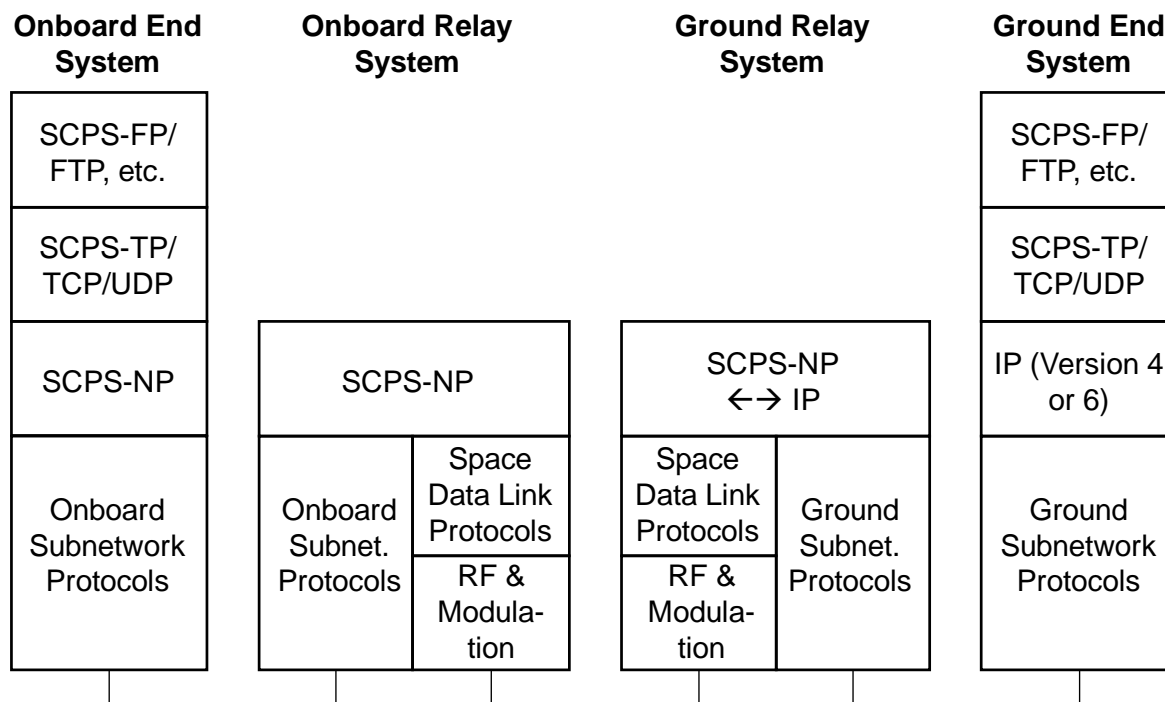 Onboard End
System
Onboard Relay
System
Ground Relay
System
Ground End
System
SCPS-FP/
FTP, etc.
SCPS-TP/
TCP/UDP
SCPS-NP
Onboard
Subnetwork
Protocols
SCPS-NP
Onboard
Subnet.
Protocols
Space
Data Link
Protocols
RF &
Modula-
tion
SCPS-NP
←→ IP
Space
Data Link
Protocols
RF &
Modula-
tion
Ground
Subnet.
Protocols
SCPS-FP/
FTP, etc.
SCPS-TP/
TCP/UDP
IP (Version 4
or 6)
Ground
Subnetwork
Protocols